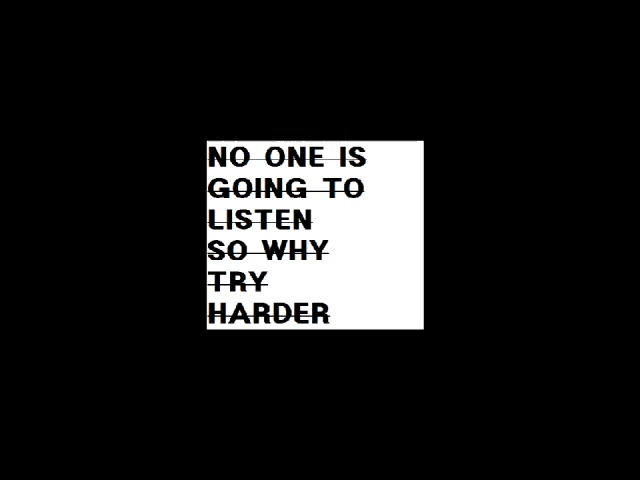 NO ONE IS
GOING TO
LISTEN
SO WHY
TRY
HARDER